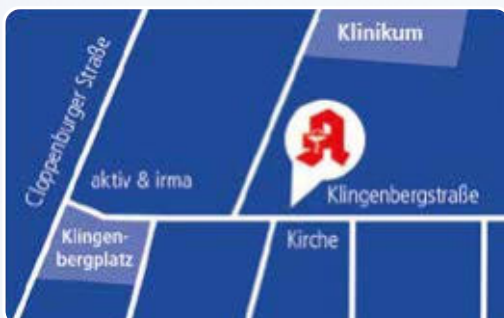 Klinikum
Cloppenburger Straße
aktiv & irma
Klingenbergstraße
Klingen-
bergplatz
Kirche